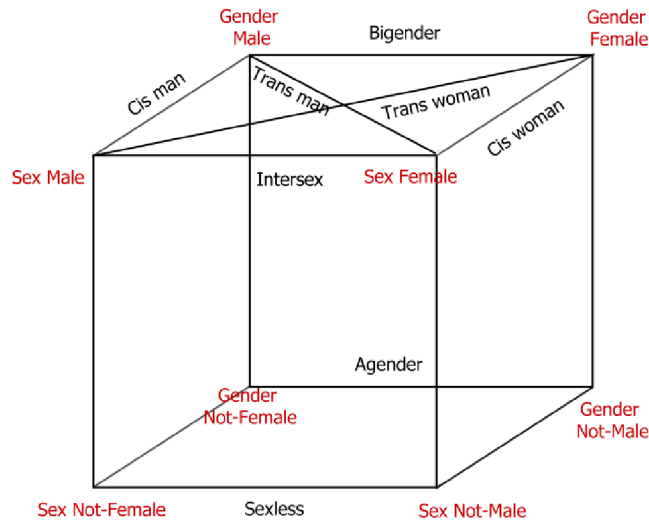 Gender
Male
Bigender
Gender
Female
Cis man
Trans man
Trans woman
Cis woman
Sex Male
Intersex
Sex Female
Agender
Gender
Not-Female
Gender
Not-Male
Sex Not-Female
Sexless
Sex Not-Male